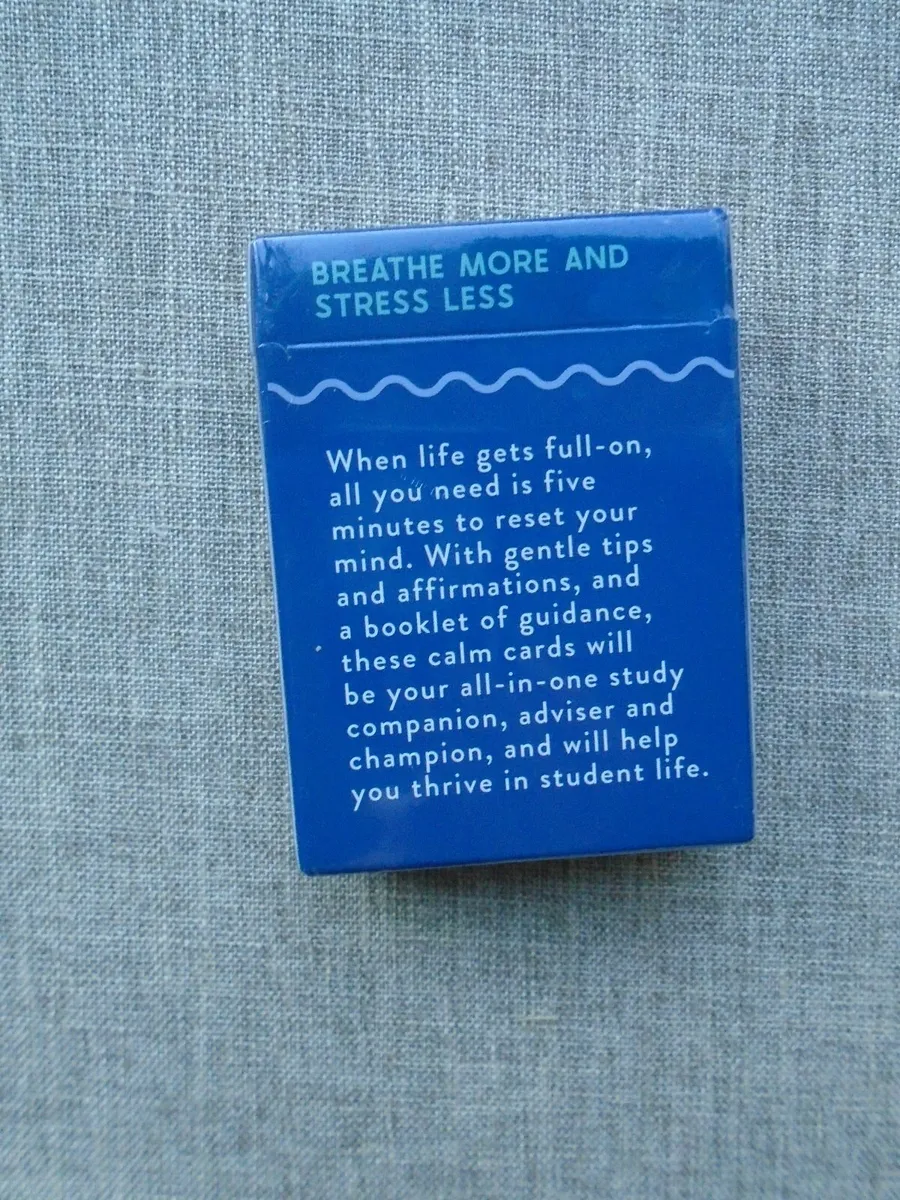 BREATHE MORE AND
STRESS LESS
When life gets full-on,
all you need is five
minutes to reset your
mind. With gentle tips
and affirmations, and
a booklet of guidance,
these calm cards will
be your all-in-one study
companion, adviser and
champion, and will help
you thrive in student life.